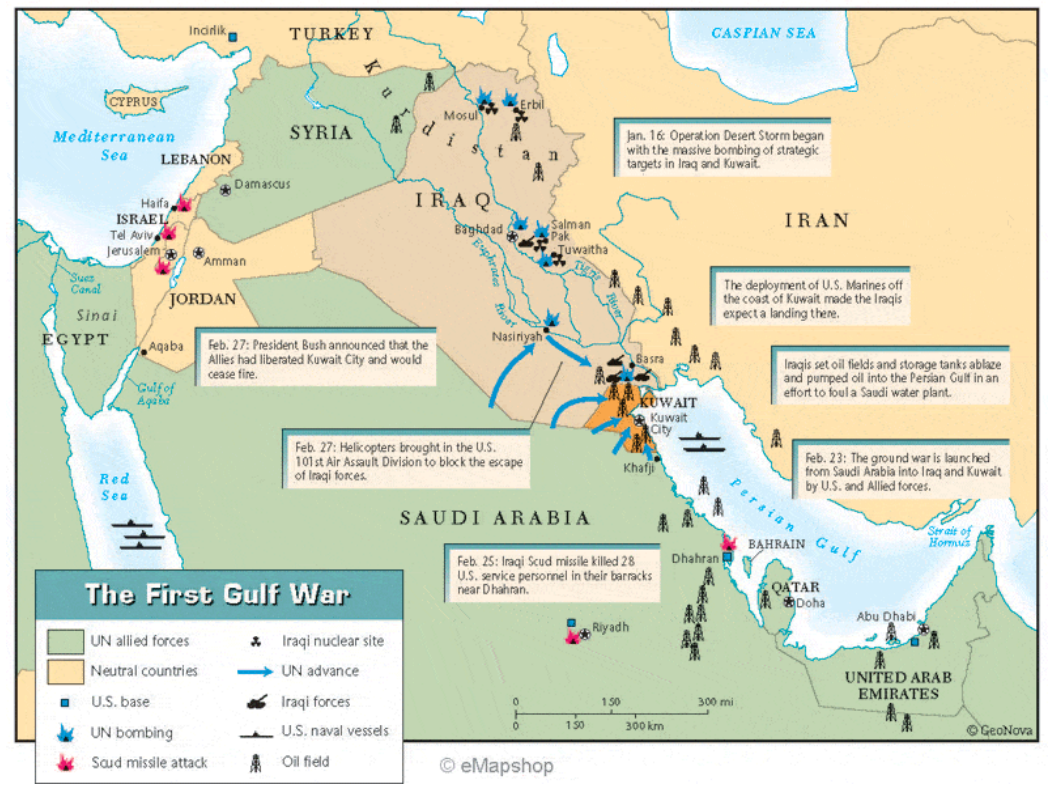 Incirlik
TURKEY
CASPIAN SEA
Kurdistan
CYPRUS
Mosul
Erbil
SYRIA
Mediterranean
Sea
LEBANON
Jan. 16: Operation Desert Storm began
with the massive bombing of strategic
targets in Iraq and Kuwait.
Damascus
Haifa
IRAQ
ISRAEL
Tel Aviv
Baghdad
Salman
Pak
IRAN
Jerusalem
Amman
Tuwaitha
Euphrates
River
Tigris
River
Suez
Canal
Sinai
JORDAN
The deployment of U.S. Marines off
the coast of Kuwait made the Iraqis
expect a landing there.
EGYPT
Aqaba
Feb. 27: President Bush announced that the
Allies had liberated Kuwait City and would
cease fire.
Nasiriyah
Basra
Gulf of
Aqaba
Iraqis set oil fields and storage tanks ablaze
and pumped oil into the Persian Gulf in an
effort to foul a Saudi water plant.
KUWAIT
Kuwait
City
Feb. 27: Helicopters brought in the U.S.
101st Air Assault Division to block the escape
of Iraqi forces.
Khafji
Feb. 23: The ground war is launched
from Saudi Arabia into Iraq and Kuwait
by U.S. and Allied forces.
Red
Sea
Persian Gulf
SAUDI ARABIA
Strait of
Hormuz
Feb. 25: Iraqi Scud missile killed 28
U.S. service personnel in their barracks
near Dhahran.
Dhahran
BAHRAIN
QATAR
Doha
Abu Dhabi
Riyadh
UNITED ARAB
EMIRATES
The First Gulf War
UN allied forces
Iraqi nuclear site
Neutral countries
UN advance
U.S. base
Iraqi forces
UN bombing
U.S. naval vessels
Scud missile attack
Oil field
0 150 300 mi
0 150 300 km
© GeoNova
© eMapshop